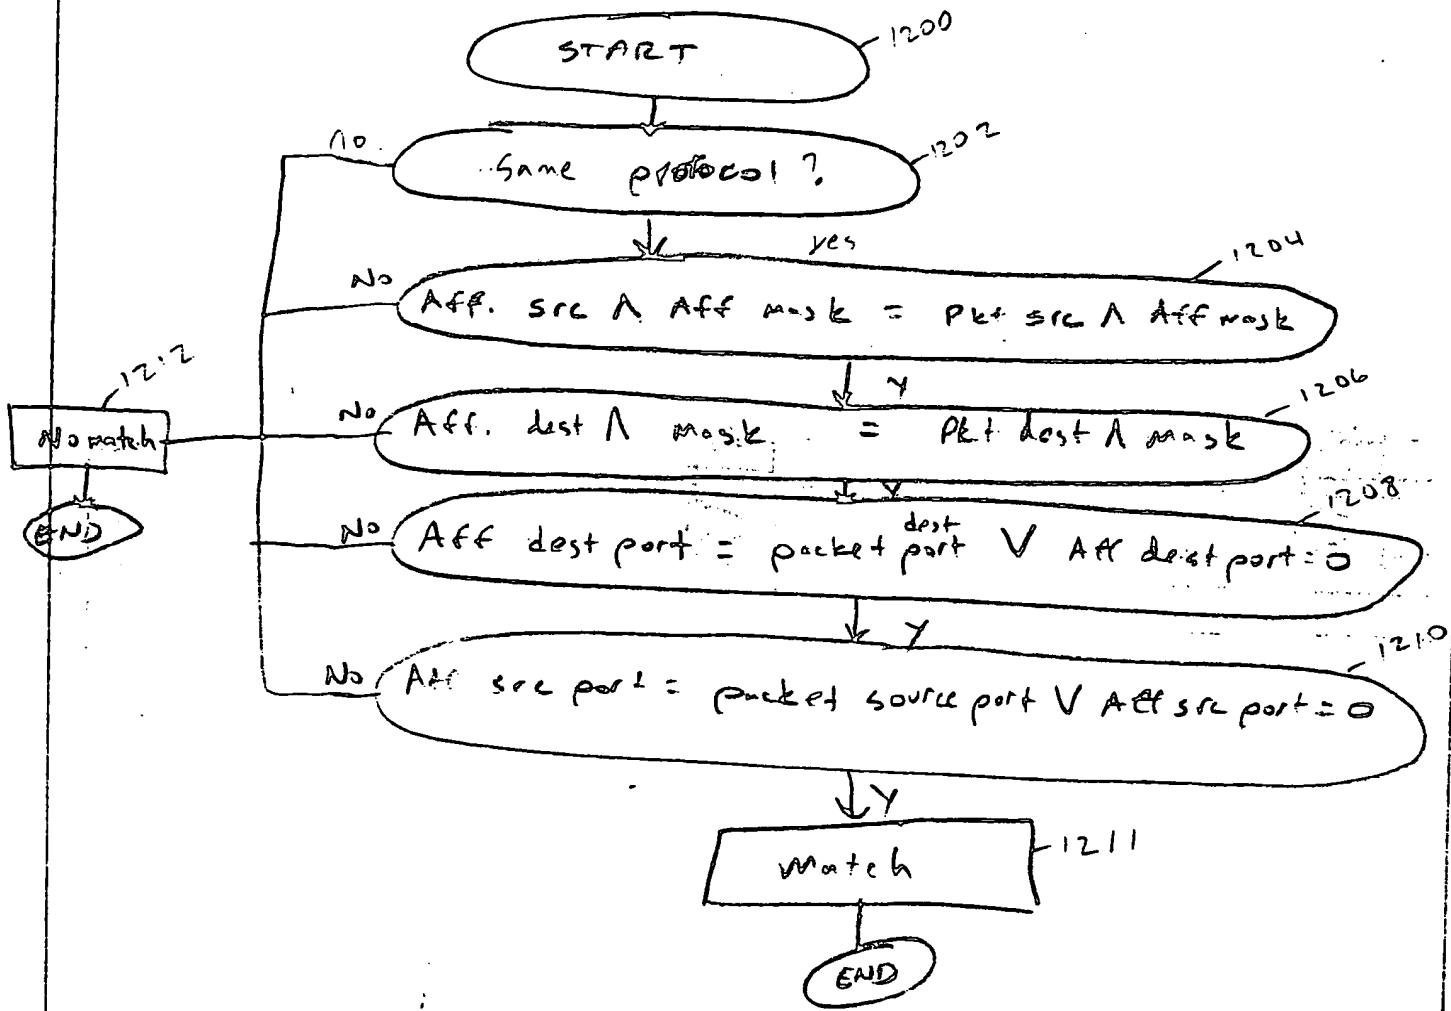 START
1200
no.
Same protocol?
1202
yes
1204
No
Aff. src Λ Aff mask = Pkt src Λ Aff mask
1212
Y
1206
No match
No
Aff. dest Λ mask = Pkt dest Λ mask
END
Y
1208
No
Aff dest port = packet dest port V Aff dest port = 0
Y
1210
No
Aff src port = packet source port V Aff src port = 0
Y
Match
1211
END